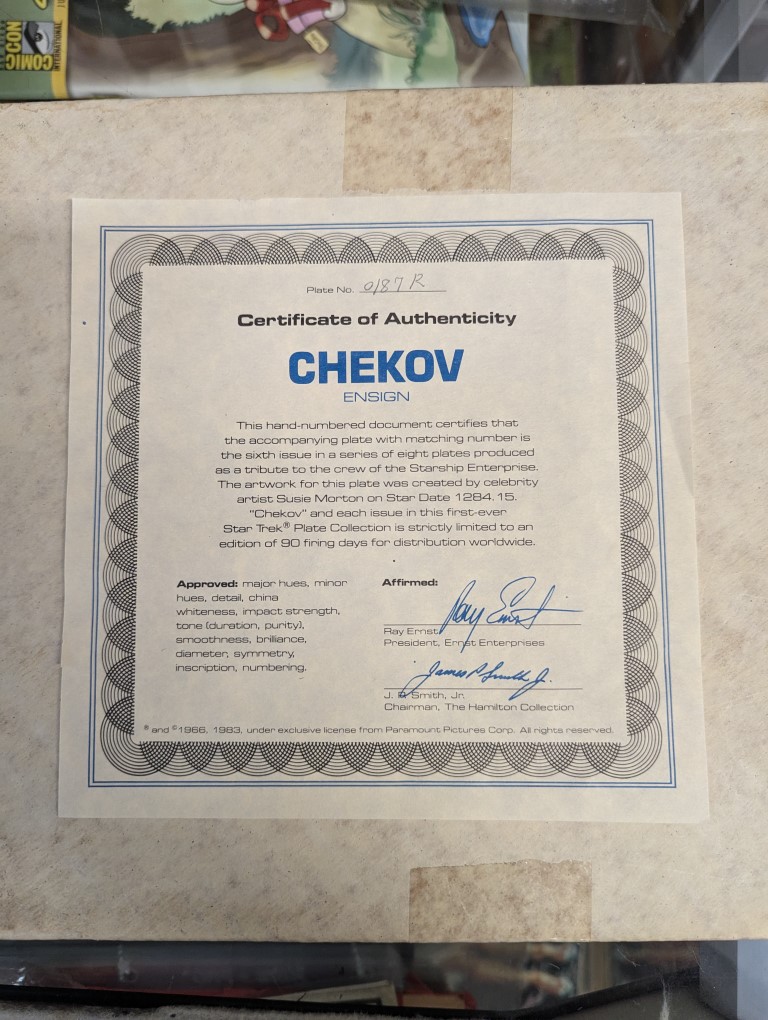 COMIC CON
INTERNATIONAL
Plate No. 0187 R
Certificate of Authenticity
CHEKOV
ENSIGN
This hand-numbered document certifies that
the accompanying plate with matching number is
the sixth issue in a series of eight plates produced
as a tribute to the crew of the Starship Enterprise.
The artwork for this plate was created by celebrity
artist Susie Morton on Star Date 1284.15.
"Chekov" and each issue in this first-ever
Star Trek® Plate Collection is strictly limited to an
edition of 90 firing days for distribution worldwide.
Approved: major hues, minor
hues, detail, china
whiteness, impact strength,
tone (duration, purity),
smoothness, brilliance,
diameter, symmetry,
inscription, numbering.
Affirmed:
Ray Ernst
Ray Ernst
President, Ernst Enterprises
James P Smith Jr.
J. P. Smith, Jr.
Chairman, The Hamilton Collection
® and ©1966, 1983, under exclusive license from Paramount Pictures Corp. All rights reserved.